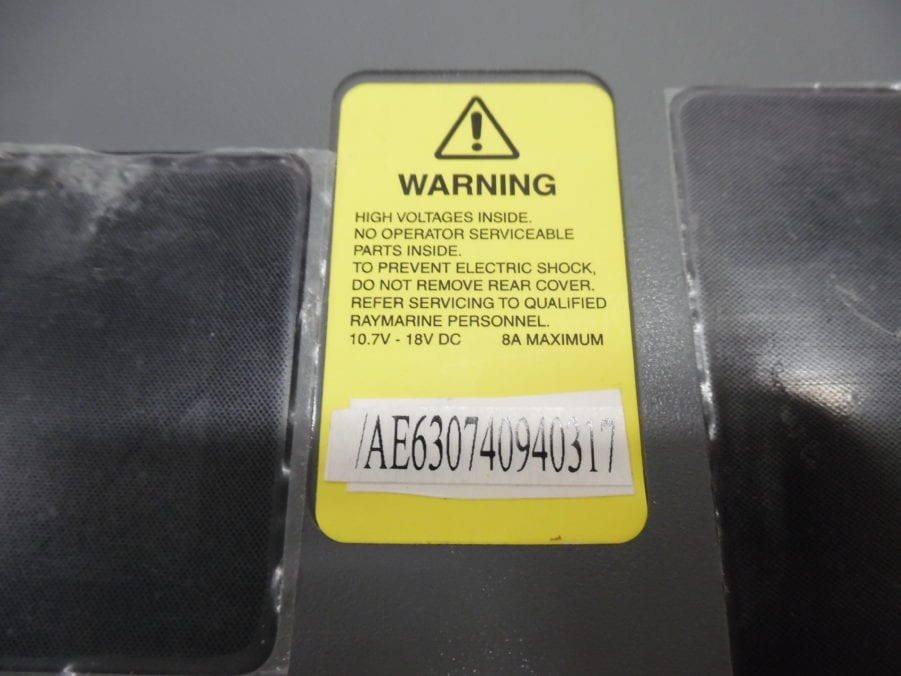 WARNING
HIGH VOLTAGES INSIDE.
NO OPERATOR SERVICEABLE
PARTS INSIDE.
TO PREVENT ELECTRIC SHOCK,
DO NOT REMOVE REAR COVER.
REFER SERVICING TO QUALIFIED
RAYMARINE PERSONNEL.
10.7V - 18V DC 8A MAXIMUM
/AE630740940317